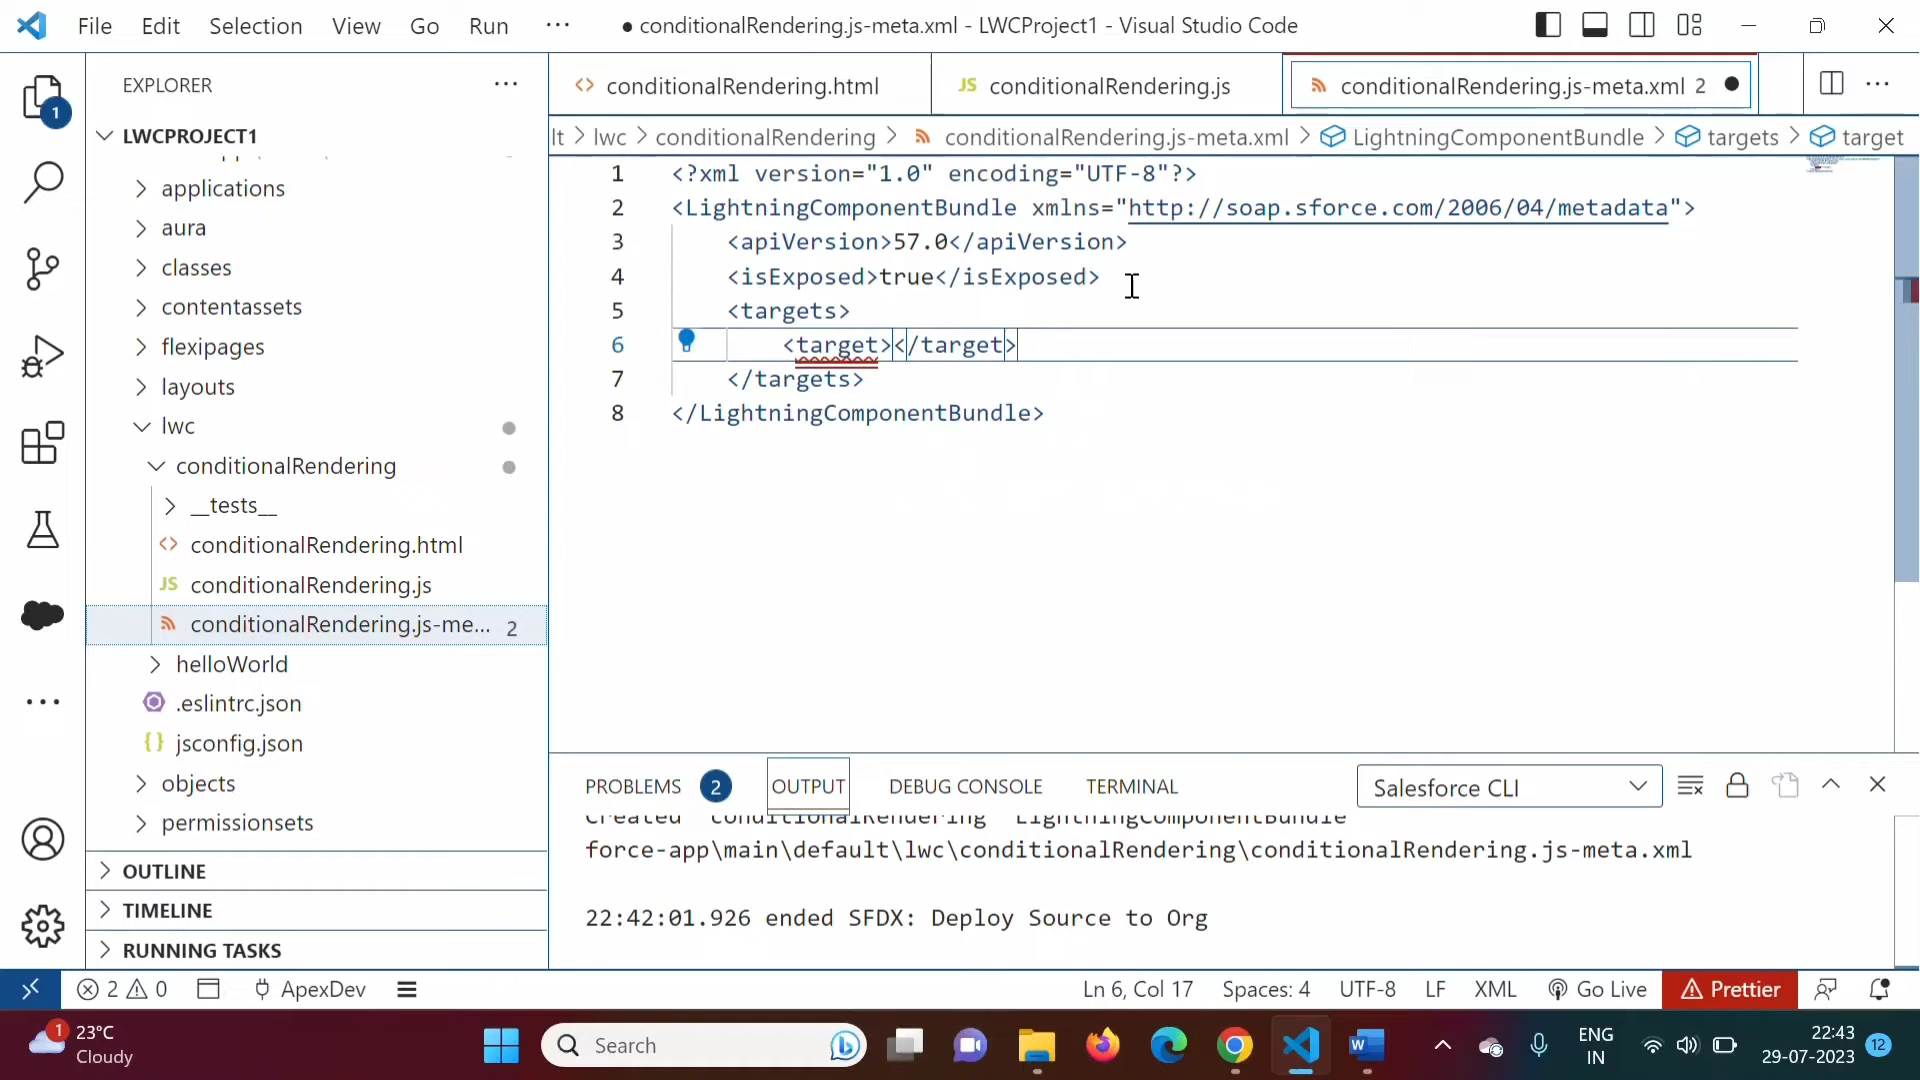 File Edit Selection View Go Run ··· ● conditionalRendering.js-meta.xml - LWCProject1 - Visual Studio Code
EXPLORER ···
conditionalRendering.html
JS conditionalRendering.js
conditionalRendering.js-meta.xml 2 ●
1
LWCPROJECT1
lt > lwc > conditionalRendering > conditionalRendering.js-meta.xml > LightningComponentBundle > targets > target
applications
aura
classes
contentassets
flexipages
layouts
lwc
conditionalRendering
__tests__
conditionalRendering.html
JS conditionalRendering.js
conditionalRendering.js-me... 2
helloWorld
.eslintrc.json
{} jsconfig.json
objects
permissionsets
OUTLINE
TIMELINE
RUNNING TASKS
1 <?xml version="1.0" encoding="UTF-8"?>
2 <LightningComponentBundle xmlns="http://soap.sforce.com/2006/04/metadata">
3 <apiVersion>57.0</apiVersion>
4 <isExposed>true</isExposed>
5 <targets>
6 <target></target>
7 </targets>
8 </LightningComponentBundle>
PROBLEMS 2 OUTPUT DEBUG CONSOLE TERMINAL Salesforce CLI
Created conditionalRendering LightningComponentBundle
force-app\main\default\lwc\conditionalRendering\conditionalRendering.js-meta.xml
22:42:01.926 ended SFDX: Deploy Source to Org
2 0 ApexDev Ln 6, Col 17 Spaces: 4 UTF-8 LF XML Go Live Prettier
1 23°C
Cloudy
Search
ENG
IN
22:43
29-07-2023
12